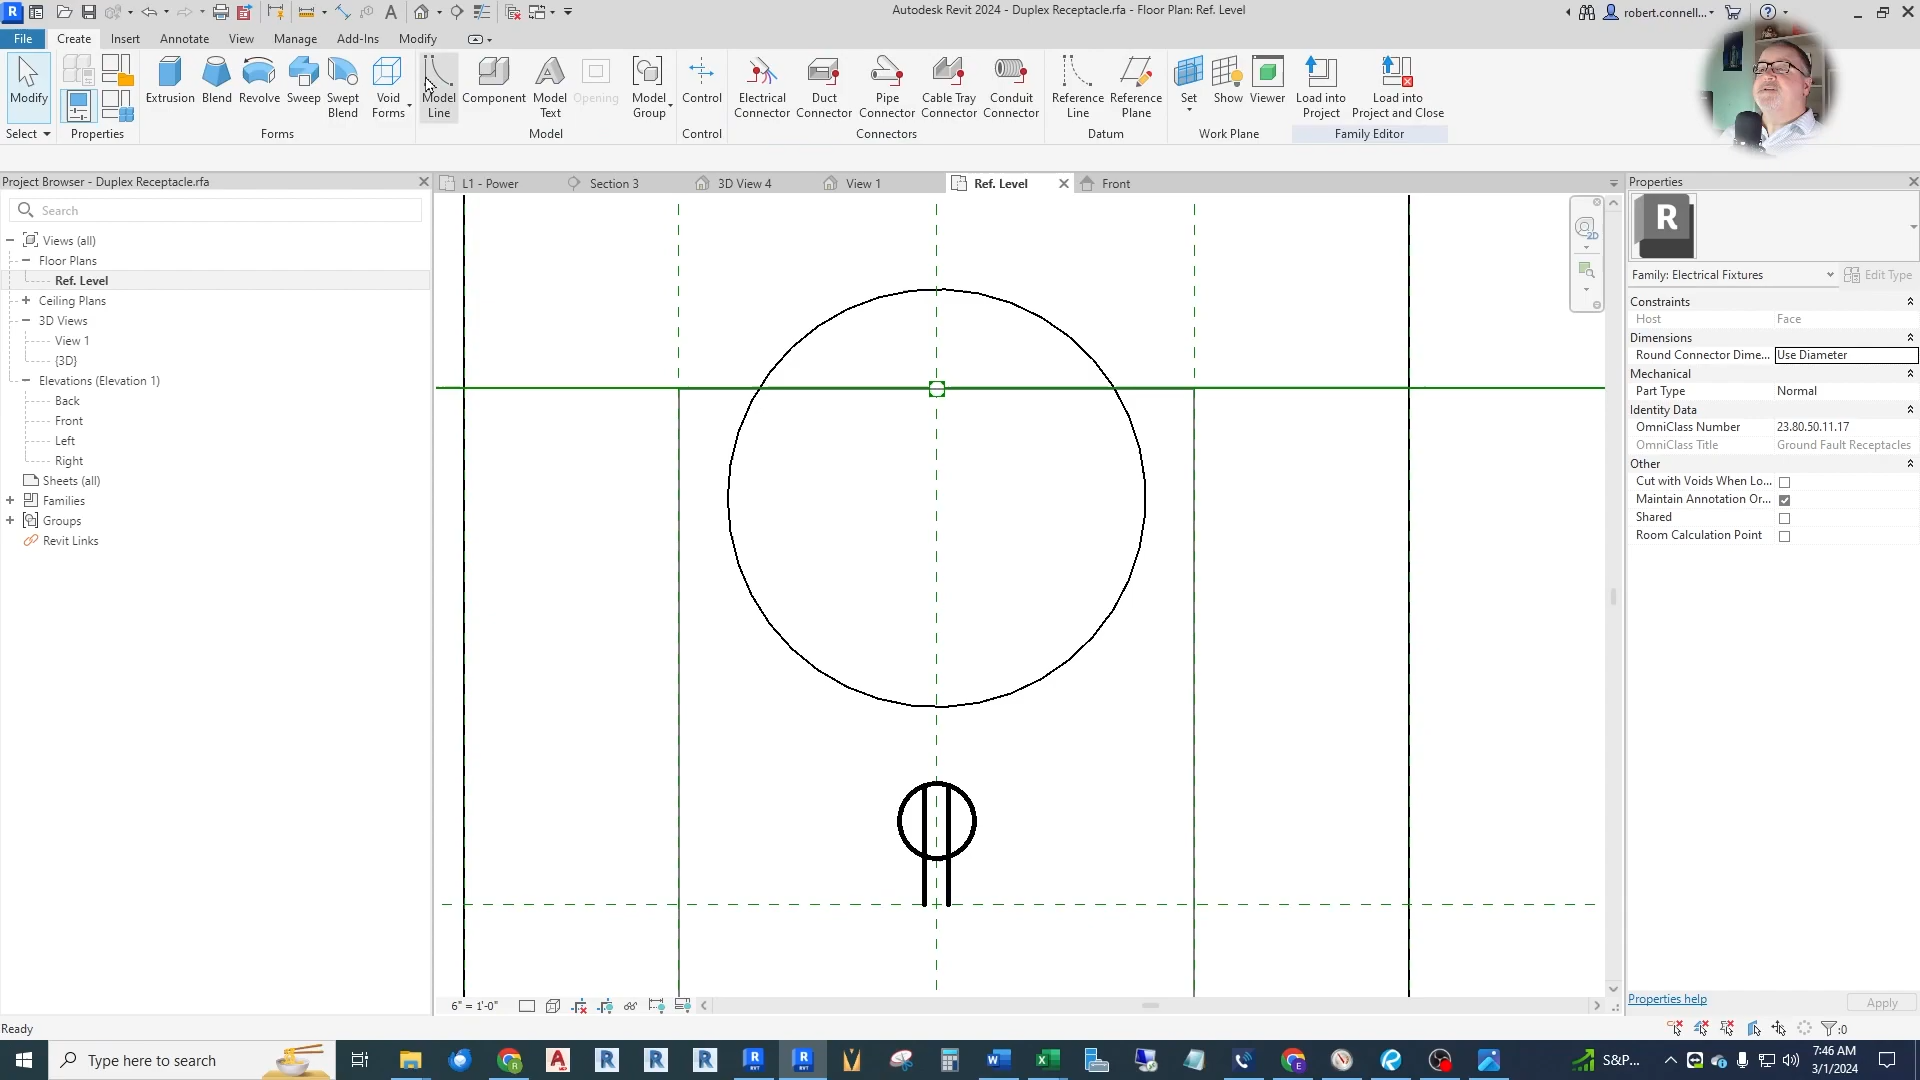 Autodesk Revit 2024 - Duplex Receptacle.rfa - Floor Plan: Ref. Level
robert.connell...
File Create Insert Annotate View Manage Add-Ins Modify
Modify
Extrusion Blend Revolve Sweep Swept Blend Void Forms
Model Line Component Model Text Opening Model Group
Control
Electrical Connector Duct Connector Pipe Connector Cable Tray Connector Conduit Connector
Reference Line Reference Plane
Set Show Viewer
Load into Project Load into Project and Close
Select Properties Forms Model Control Connectors Datum Work Plane Family Editor
Project Browser - Duplex Receptacle.rfa
Search
Views (all)
Floor Plans
Ref. Level
Ceiling Plans
3D Views
View 1
{3D}
Elevations (Elevation 1)
Back
Front
Left
Right
Sheets (all)
Families
Groups
Revit Links
L1 - Power Section 3 3D View 4 View 1 Ref. Level Front
2D
6" = 1'-0"
Properties
R
Family: Electrical Fixtures Edit Type
Constraints
Host Face
Dimensions
Round Connector Dime... Use Diameter
Mechanical
Part Type Normal
Identity Data
OmniClass Number 23.80.50.11.17
OmniClass Title Ground Fault Receptacles
Other
Cut with Voids When Lo...
Maintain Annotation Or...
Shared
Room Calculation Point
Properties help Apply
Ready
:0
Type here to search
S&P...
7:46 AM
3/1/2024